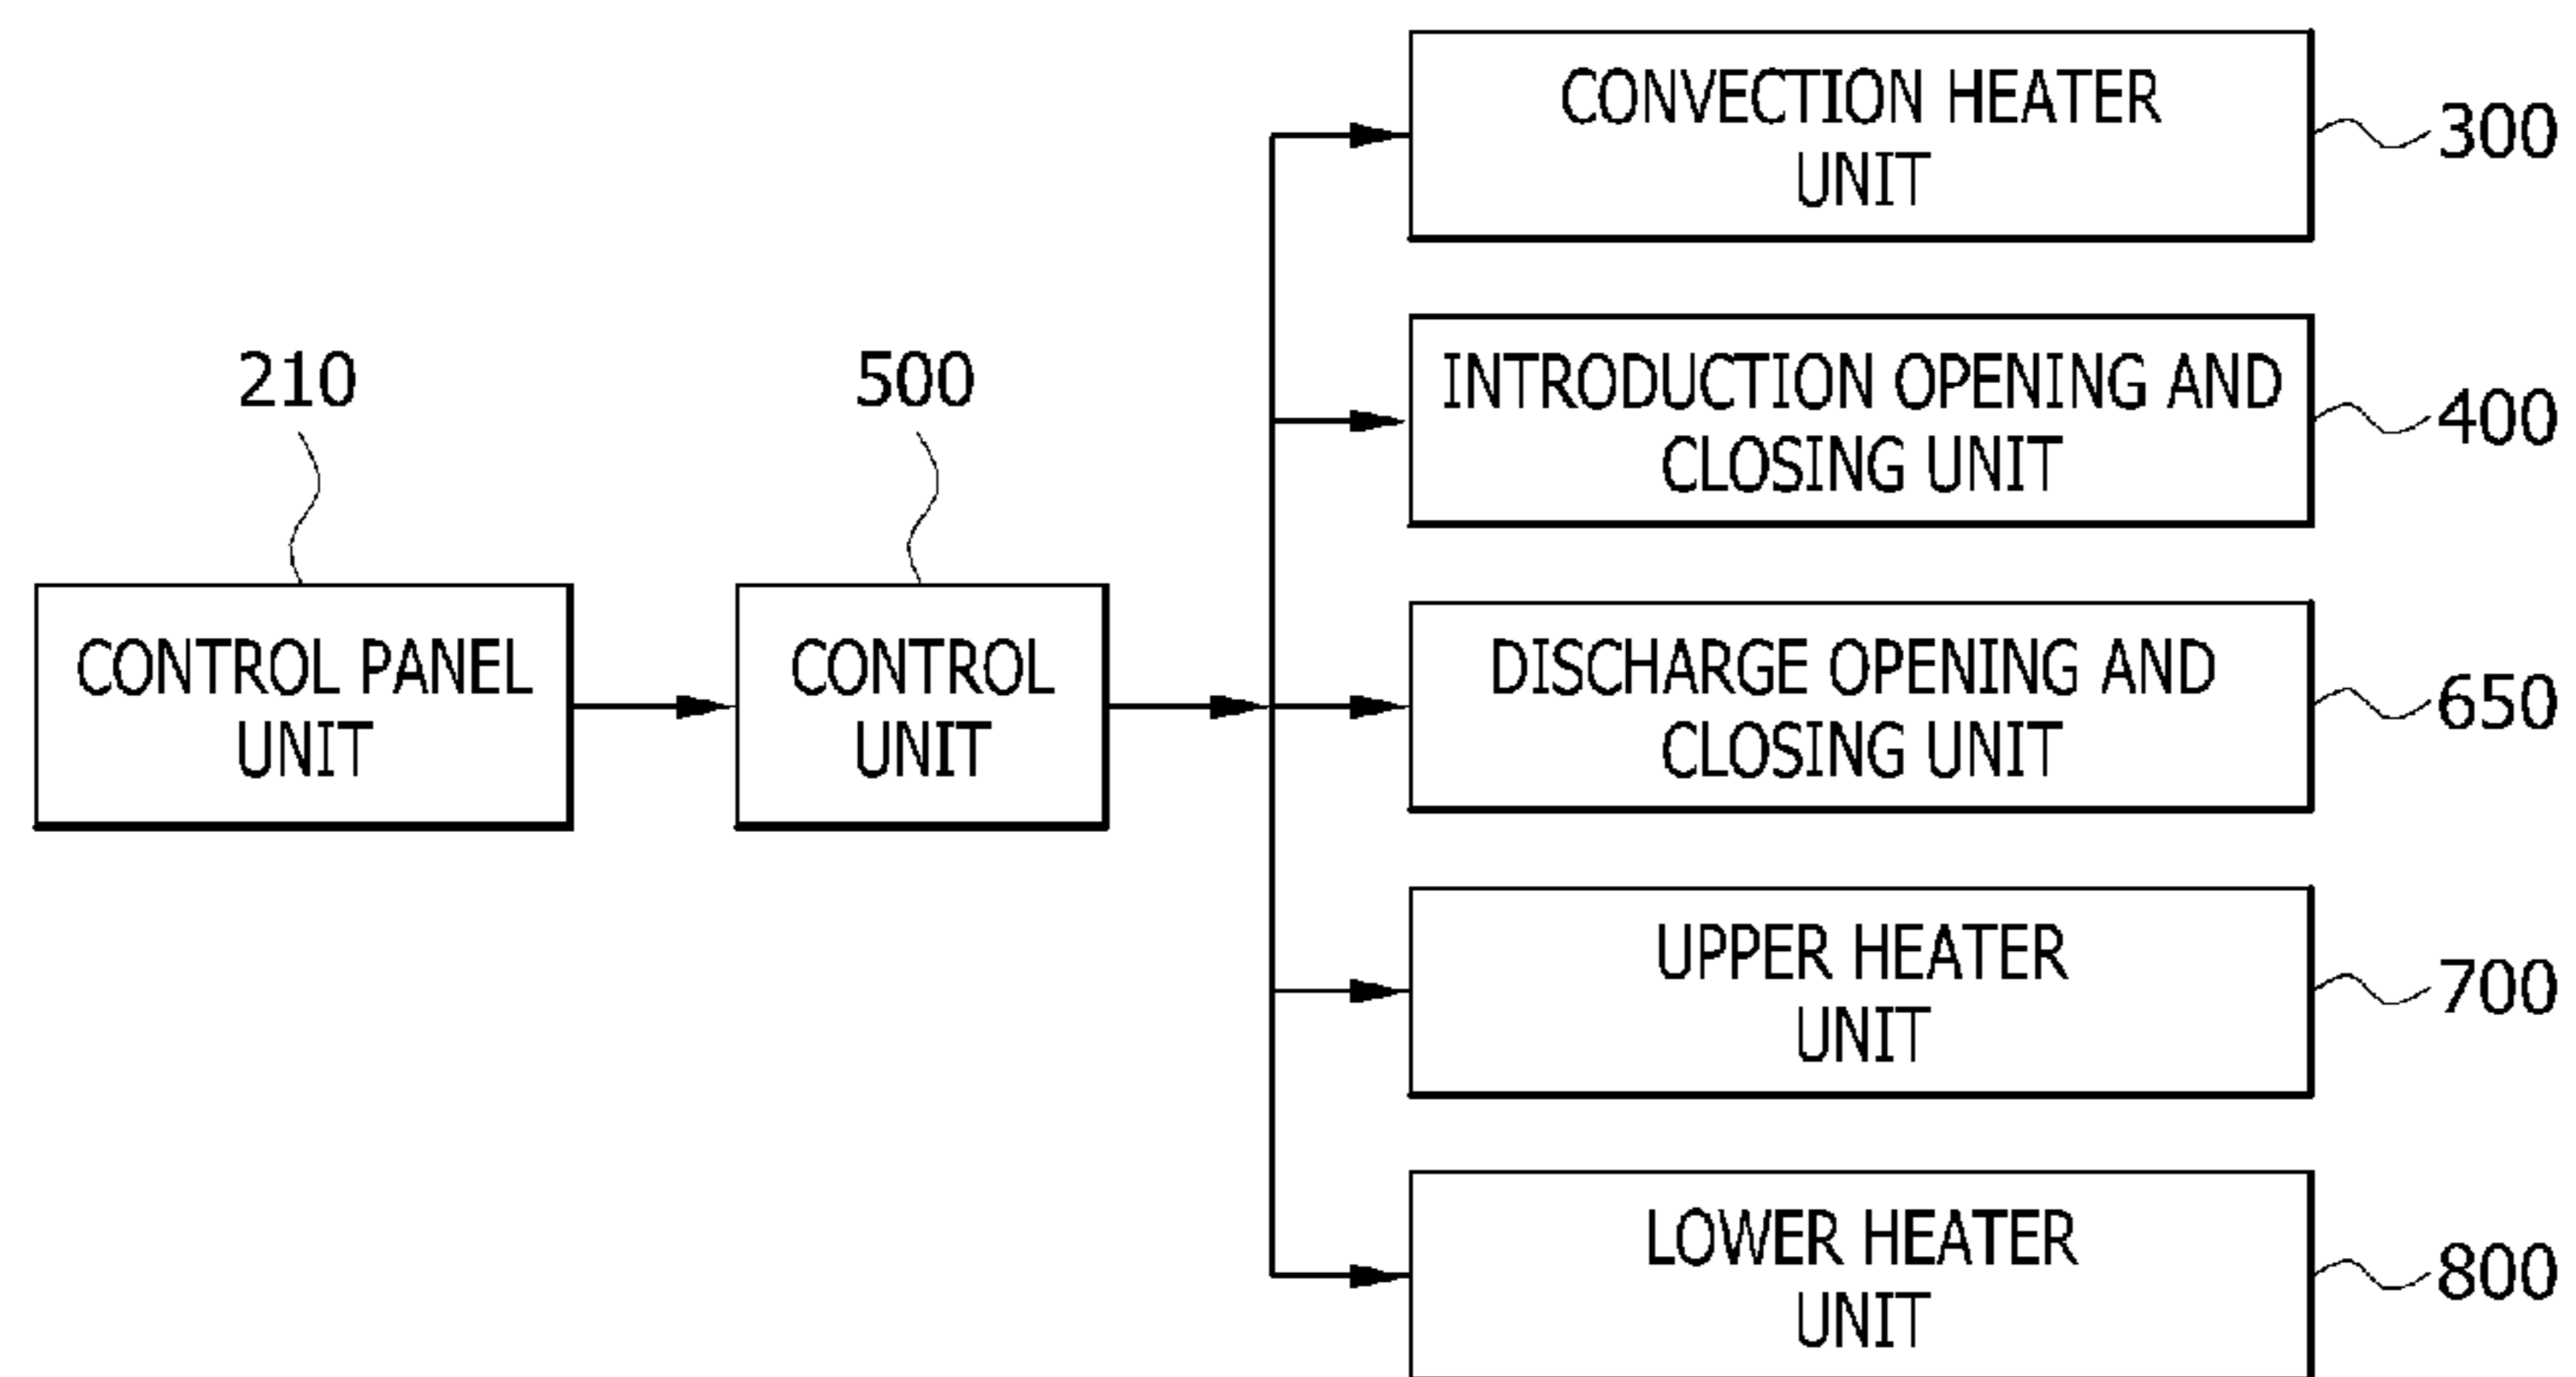 CONVECTION HEATER
UNIT
300
INTRODUCTION OPENING AND
CLOSING UNIT
400
210
500
CONTROL PANEL
UNIT
CONTROL
UNIT
DISCHARGE OPENING AND
CLOSING UNIT
650
UPPER HEATER
UNIT
700
LOWER HEATER
UNIT
800